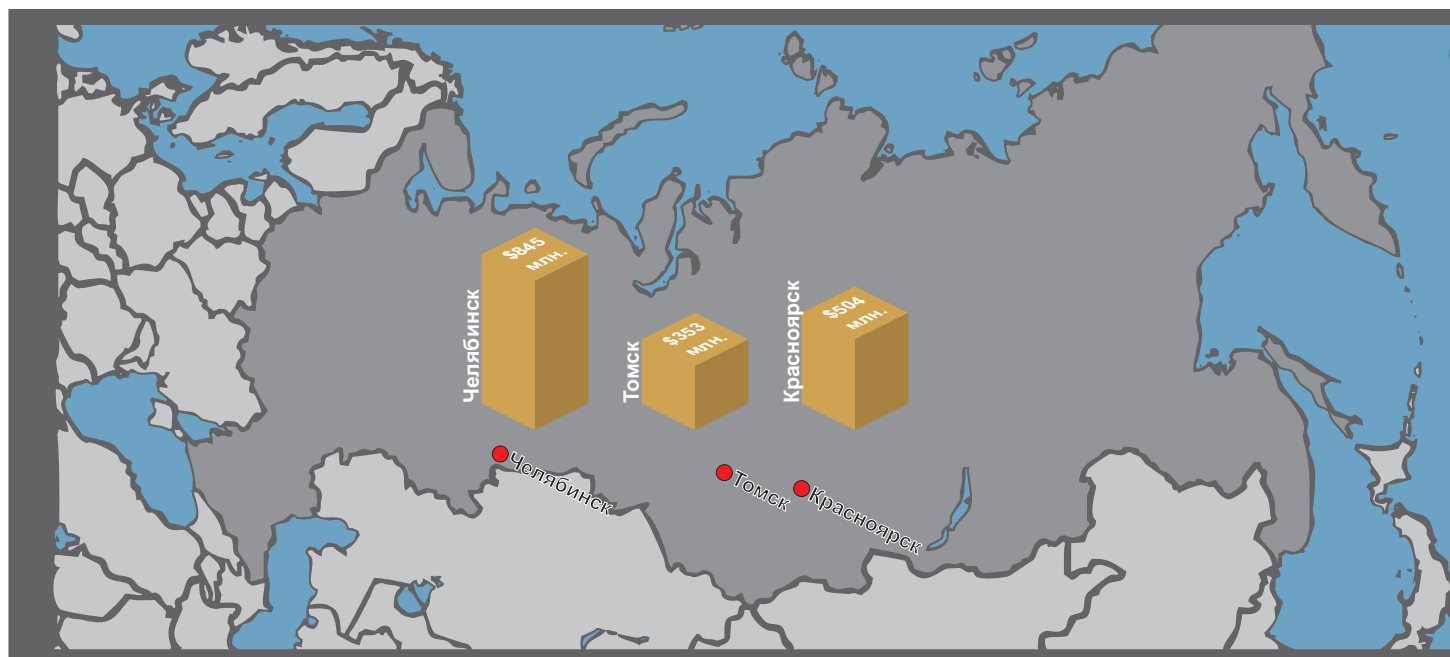 Челябинск
$845
млн.
Томск
$353
млн.
Красноярск
$504
млн.
Челябинск
Томск
Красноярск